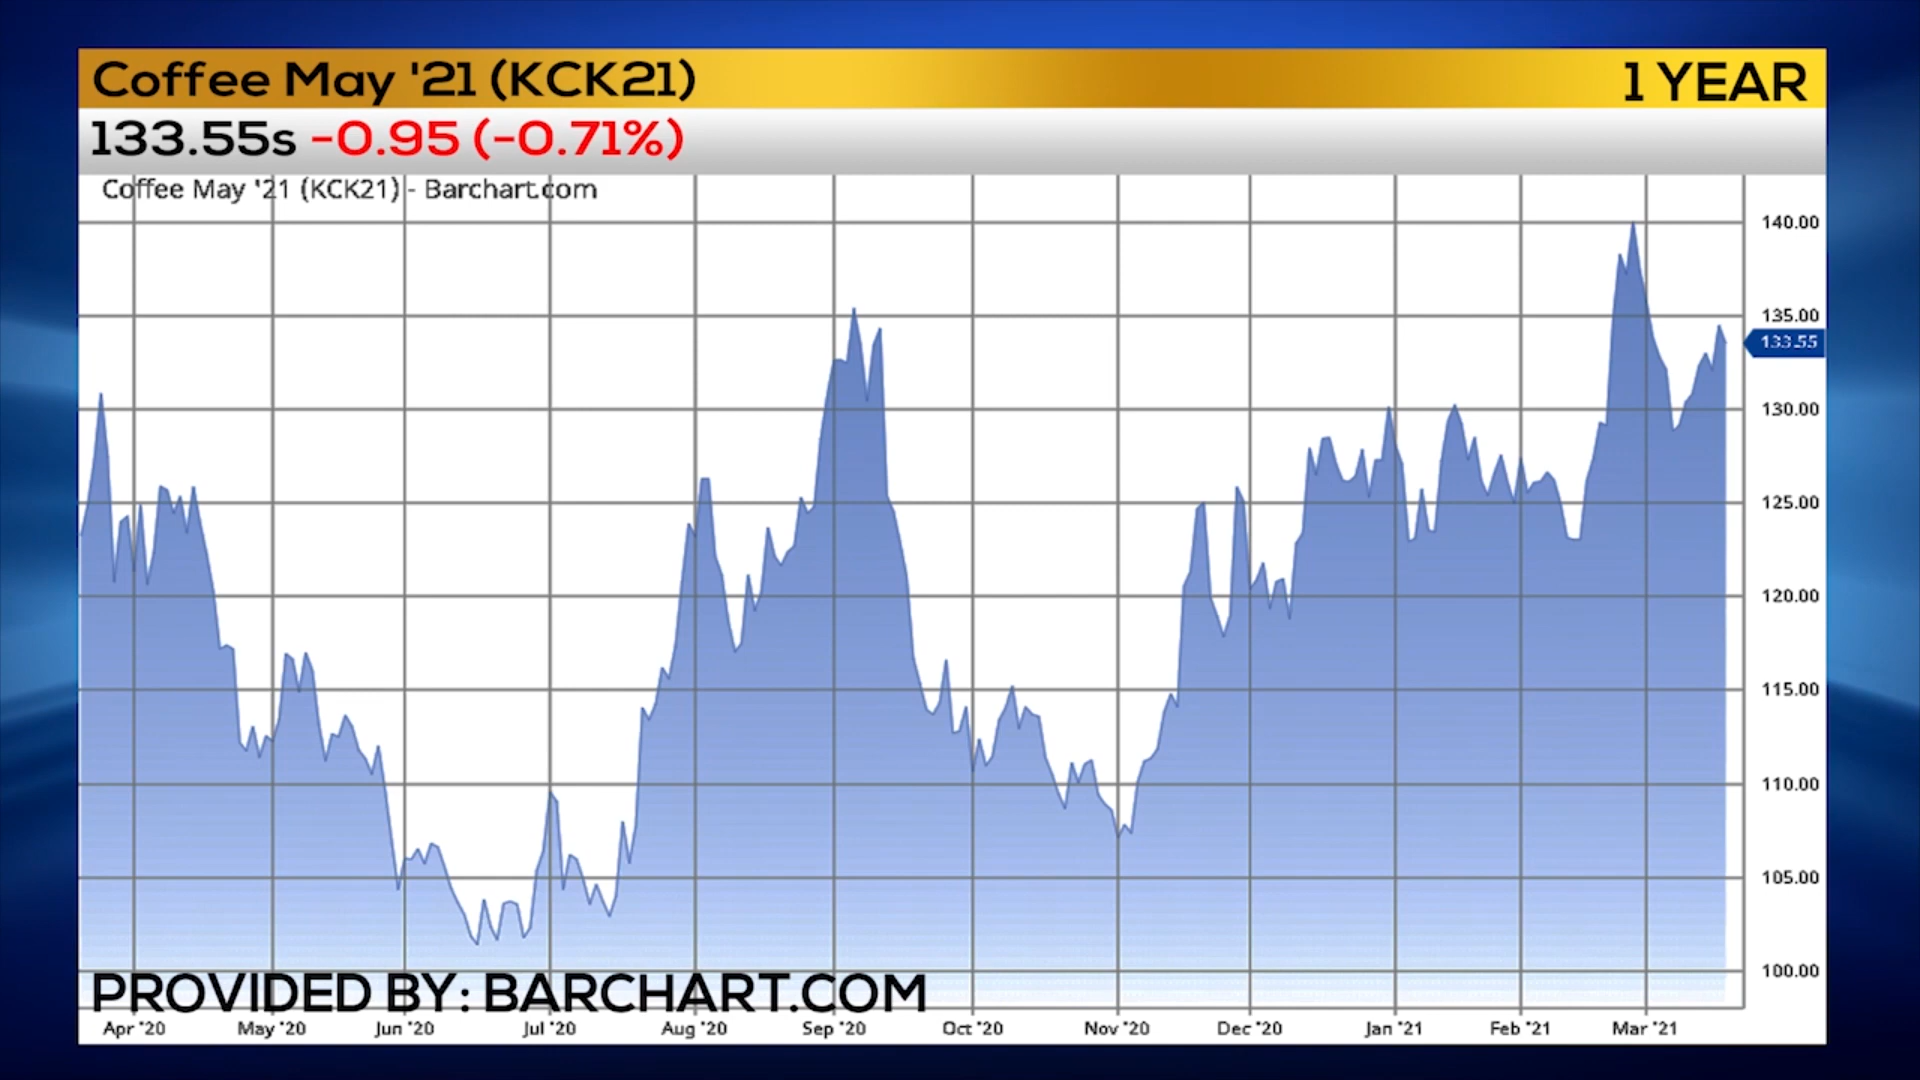 Coffee May '21 (KCK21)
1 YEAR
133.55s -0.95 (-0.71%)
Coffee May '21 (KCK21) - Barchart.com
140.00
135.00
133.55
130.00
125.00
120.00
115.00
110.00
105.00
100.00
PROVIDED BY: BARCHART.COM
Apr '20 May '20 Jun '20 Jul '20 Aug '20 Sep '20 Oct '20 Nov '20 Dec '20 Jan '21 Feb '21 Mar '21